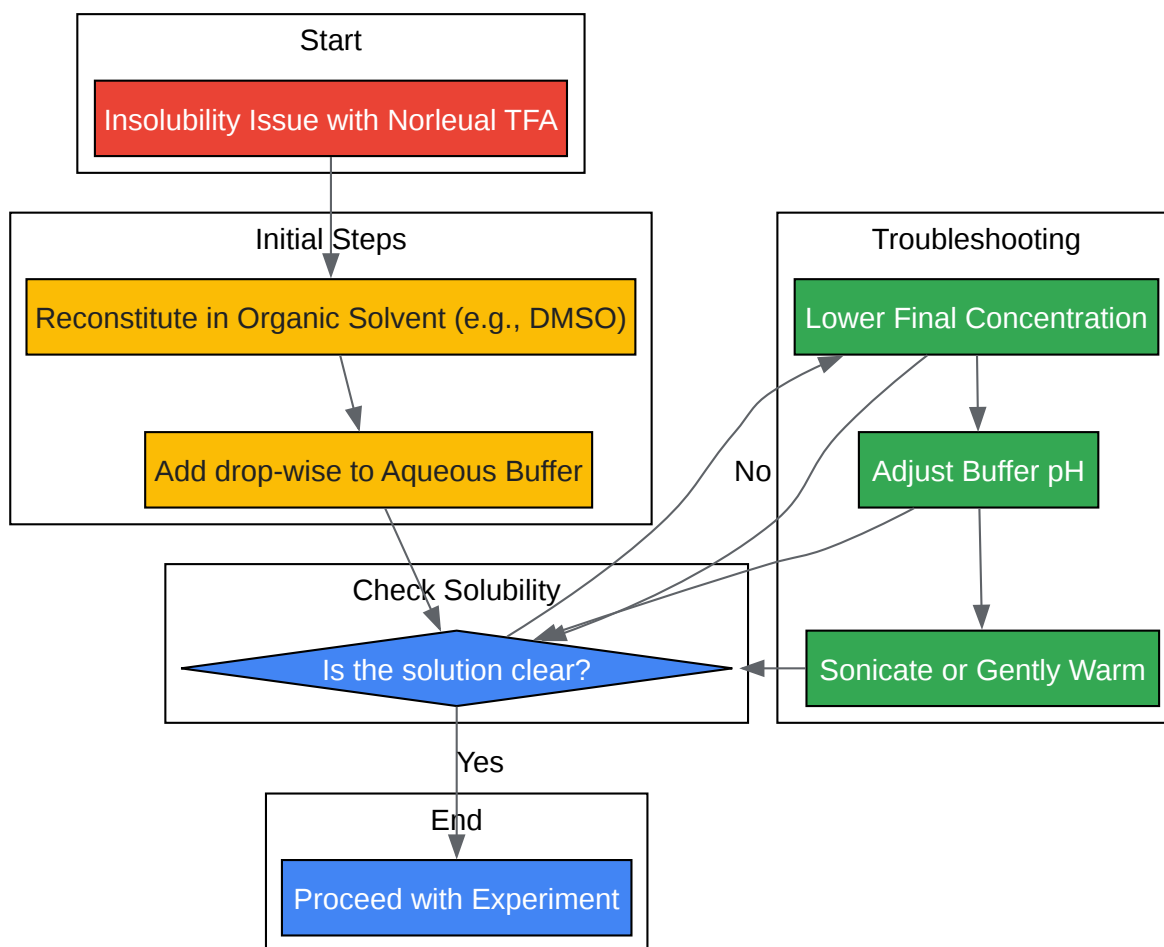 Start
Insolubility Issue with Norleual TFA
Initial Steps
Reconstitute in Organic Solvent (e.g., DMSO)
Add drop-wise to Aqueous Buffer
Troubleshooting
Lower Final Concentration
No
Adjust Buffer pH
Sonicate or Gently Warm
Check Solubility
Is the solution clear?
Yes
End
Proceed with Experiment